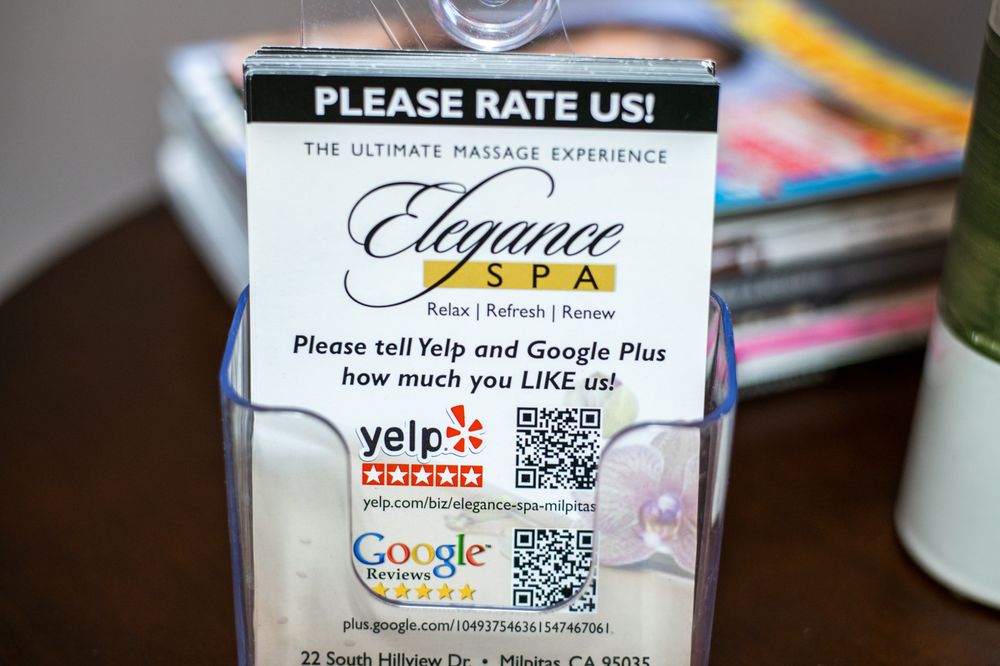 PLEASE RATE US!
THE ULTIMATE MASSAGE EXPERIENCE
Elegance
SPA
Relax | Refresh | Renew
Please tell Yelp and Google Plus
how much you LIKE us!
yelp
yelp.com/biz/elegance-spa-milpitas
Google™
Reviews
plus.google.com/104937546361547467061
22 South Hillview Dr. • Milpitas, CA 95035